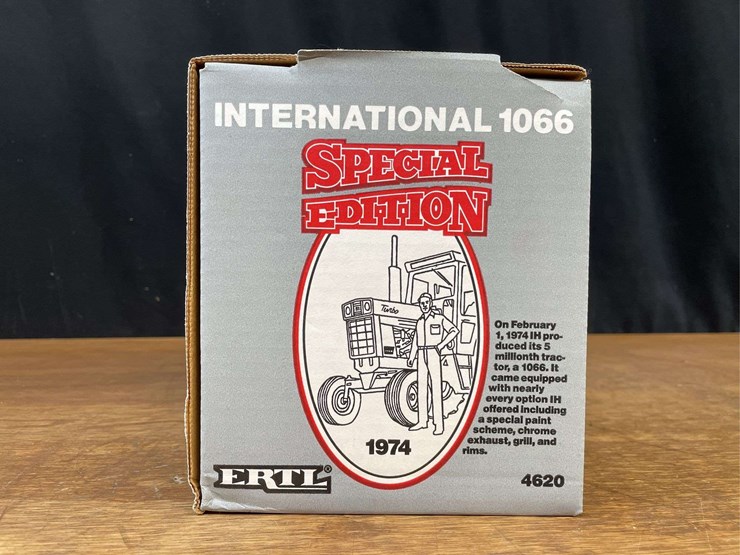 INTERNATIONAL 1066
SPECIAL
EDITION
Turbo
On February
1, 1974 IH pro-
duced its 5
millionth trac-
tor, a 1066. It
came equipped
with nearly
every option IH
offered including
a special paint
scheme, chrome
exhaust, grill, and
rims.
1974
ERTL®
4620